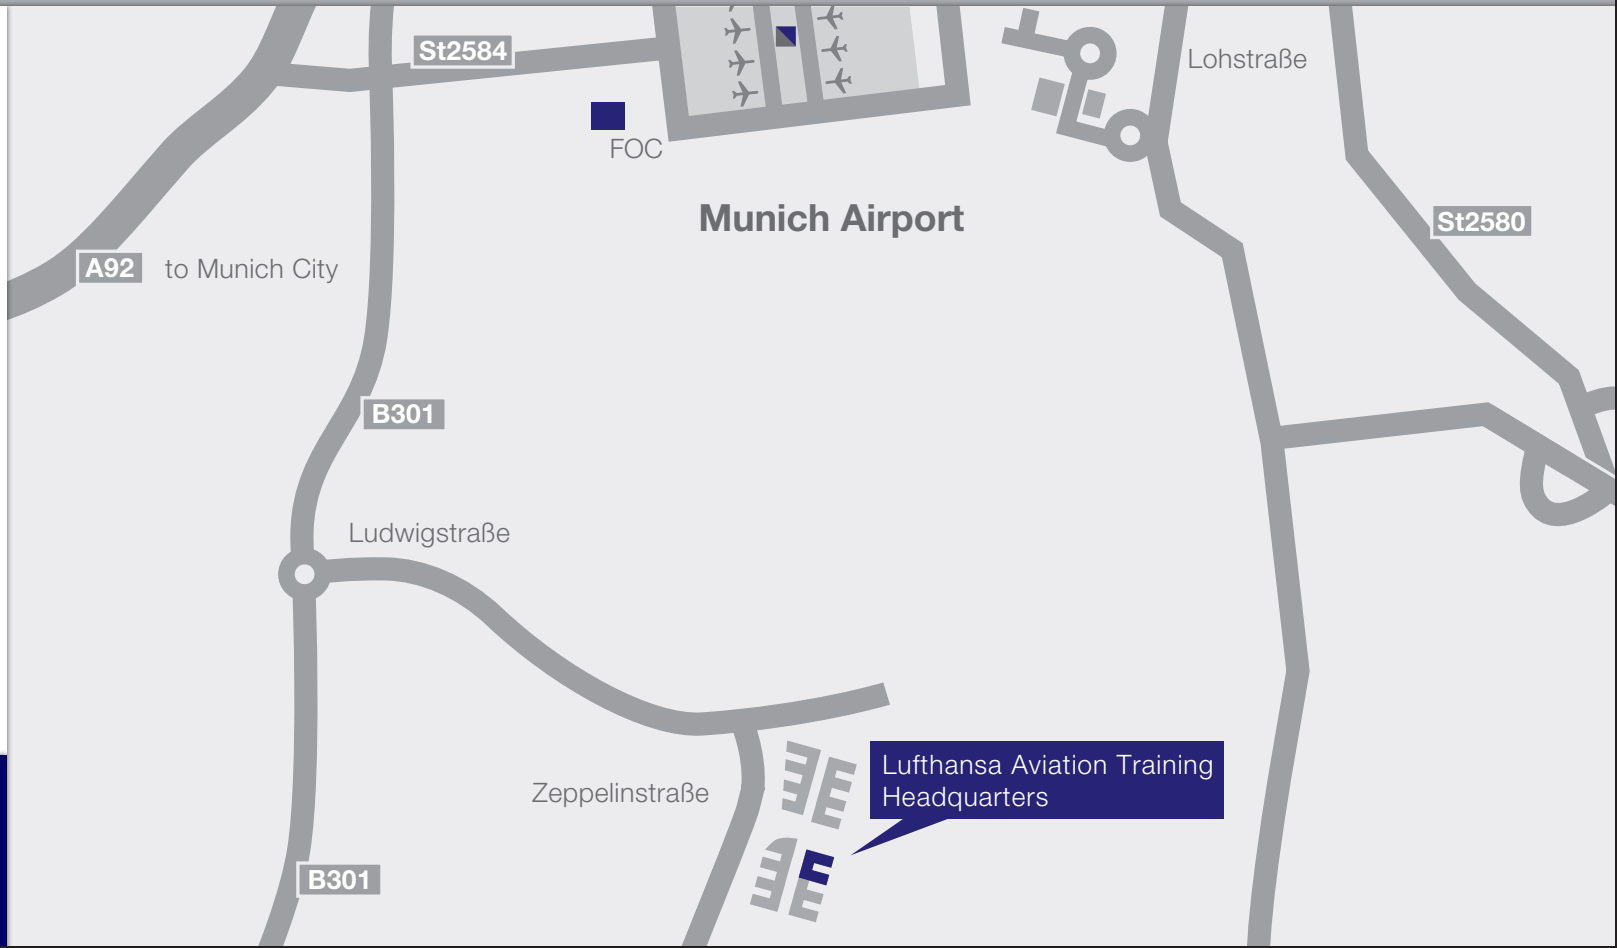 St2584
Lohstraße
FOC
Munich Airport
St2580
A92 to Munich City
B301
Ludwigstraße
Lufthansa Aviation Training
Headquarters
Zeppelinstraße
B301